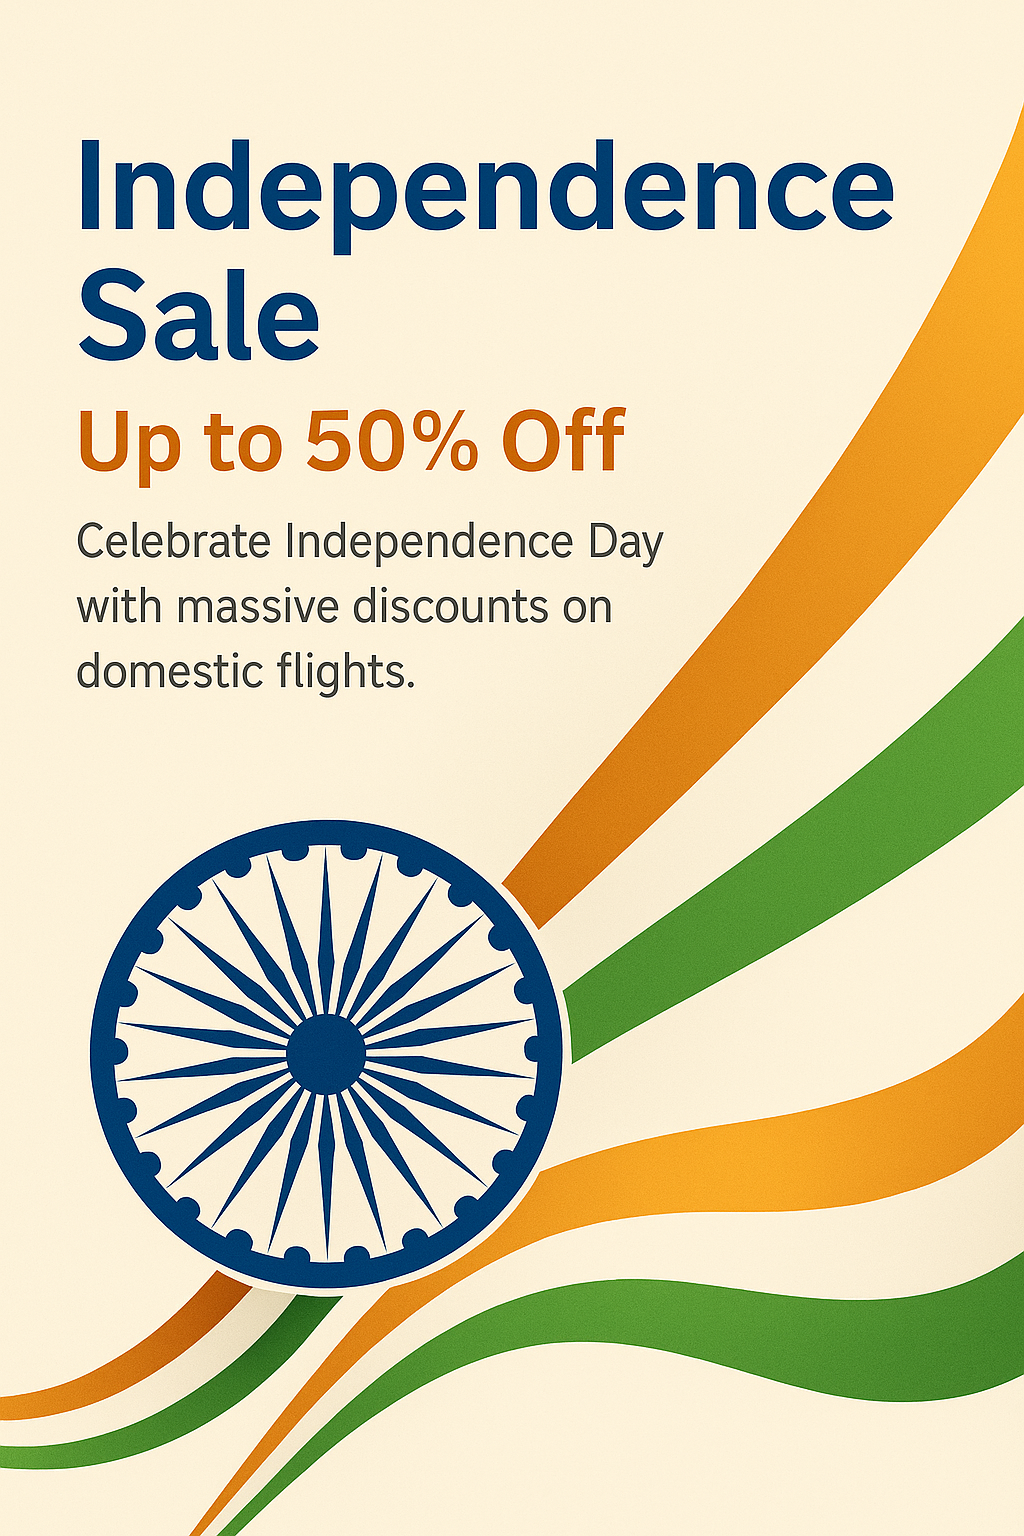 Independence
Sale
Up to 50% Off
Celebrate Independence Day
with massive discounts on
domestic flights.